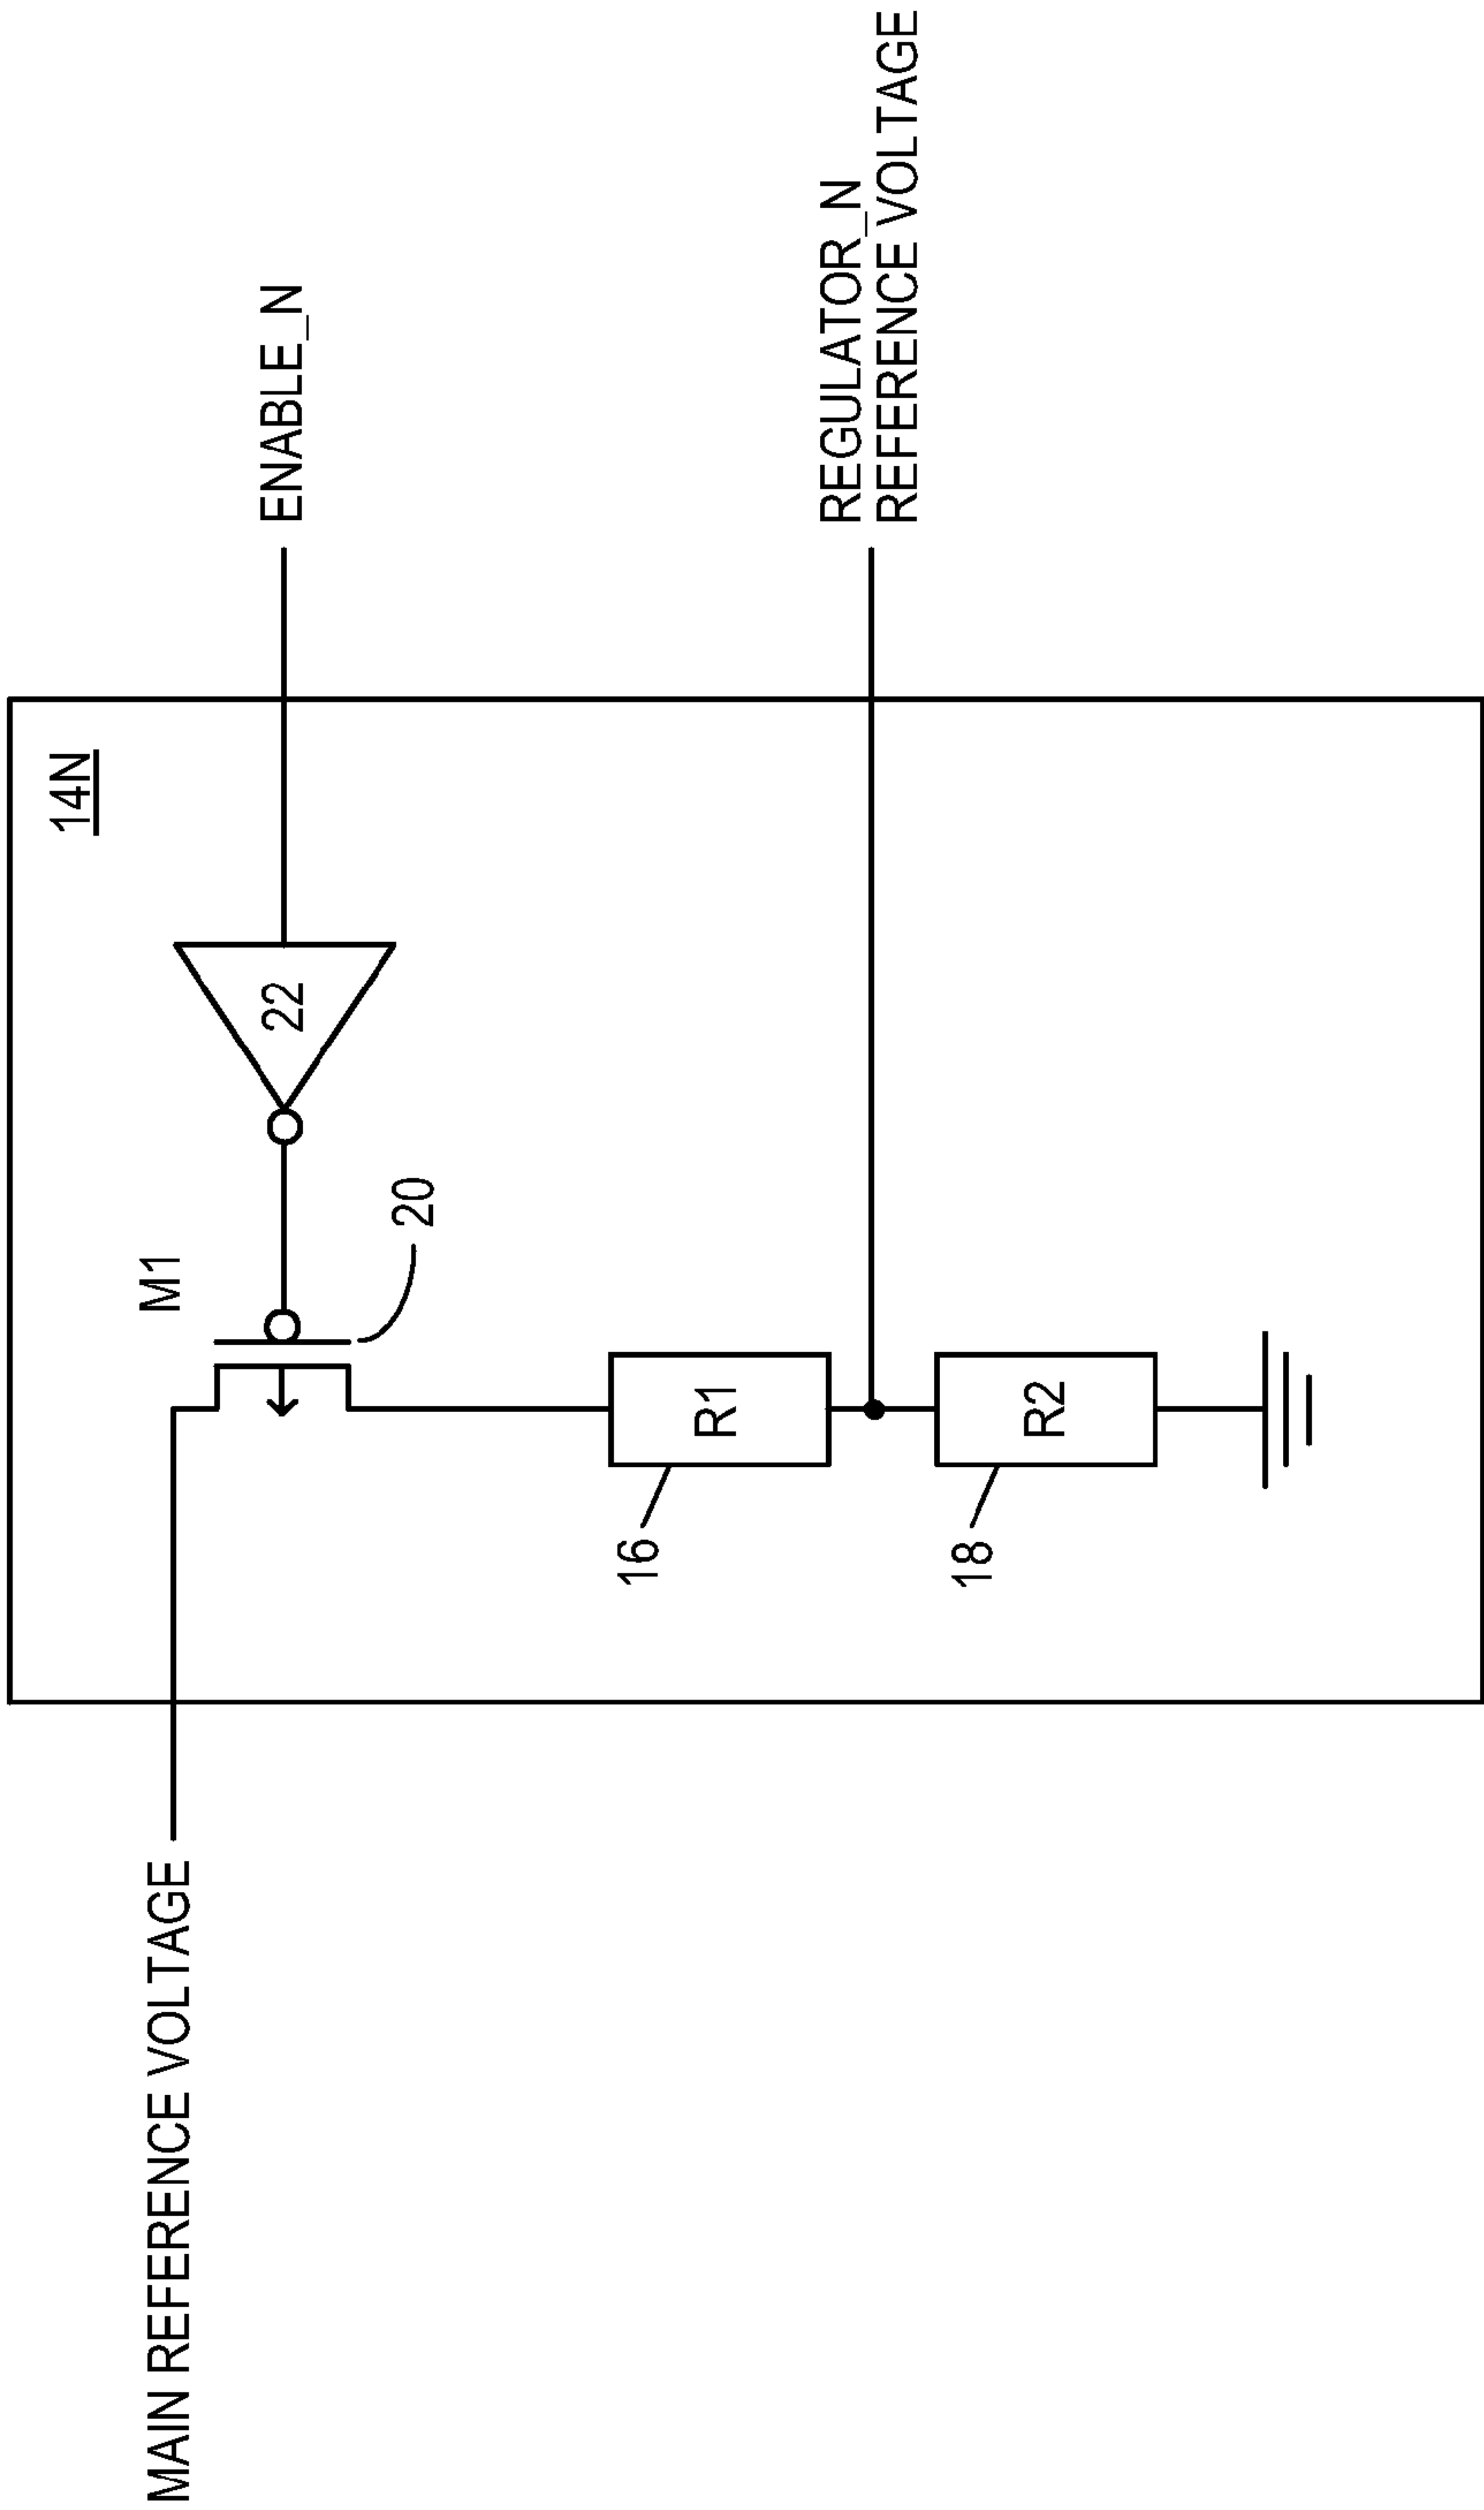 14N
MAIN REFERENCE VOLTAGE
M1
20
22
ENABLE_N
16
R1
REGULATOR_N
REFERENCE VOLTAGE
18
R2